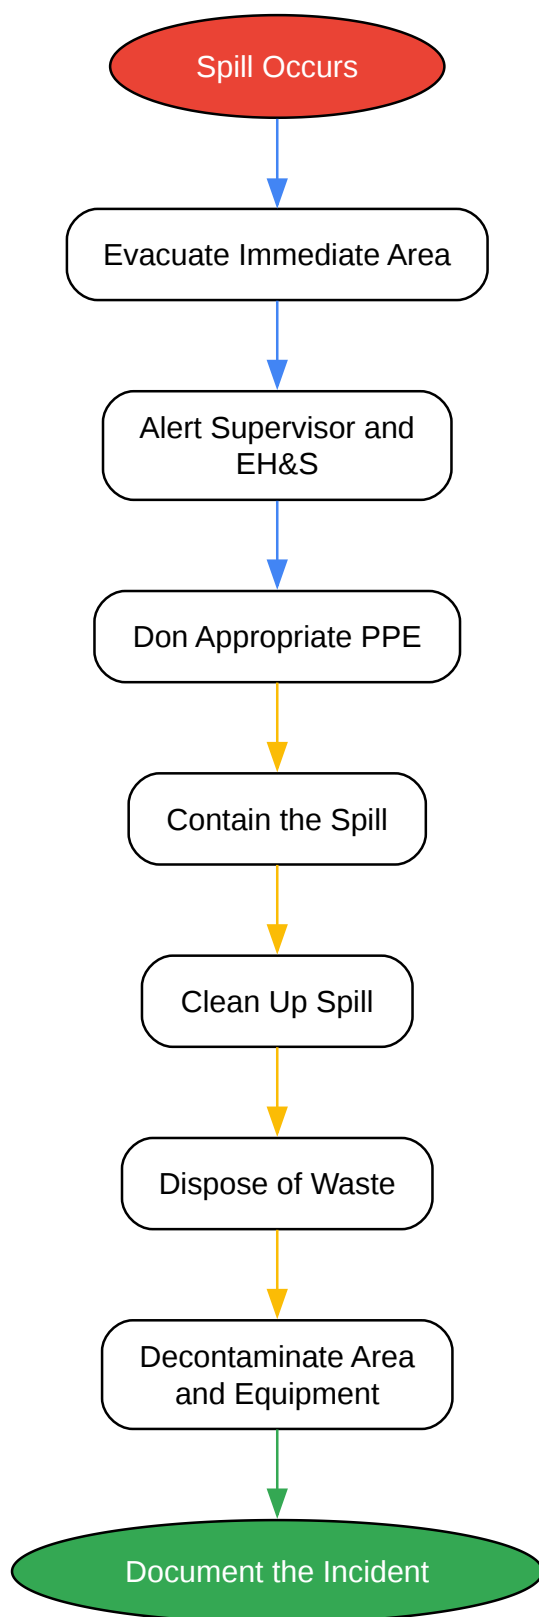 Spill Occurs
Evacuate Immediate Area
Alert Supervisor and
EH&S
Don Appropriate PPE
Contain the Spill
Clean Up Spill
Dispose of Waste
Decontaminate Area
and Equipment
Document the Incident